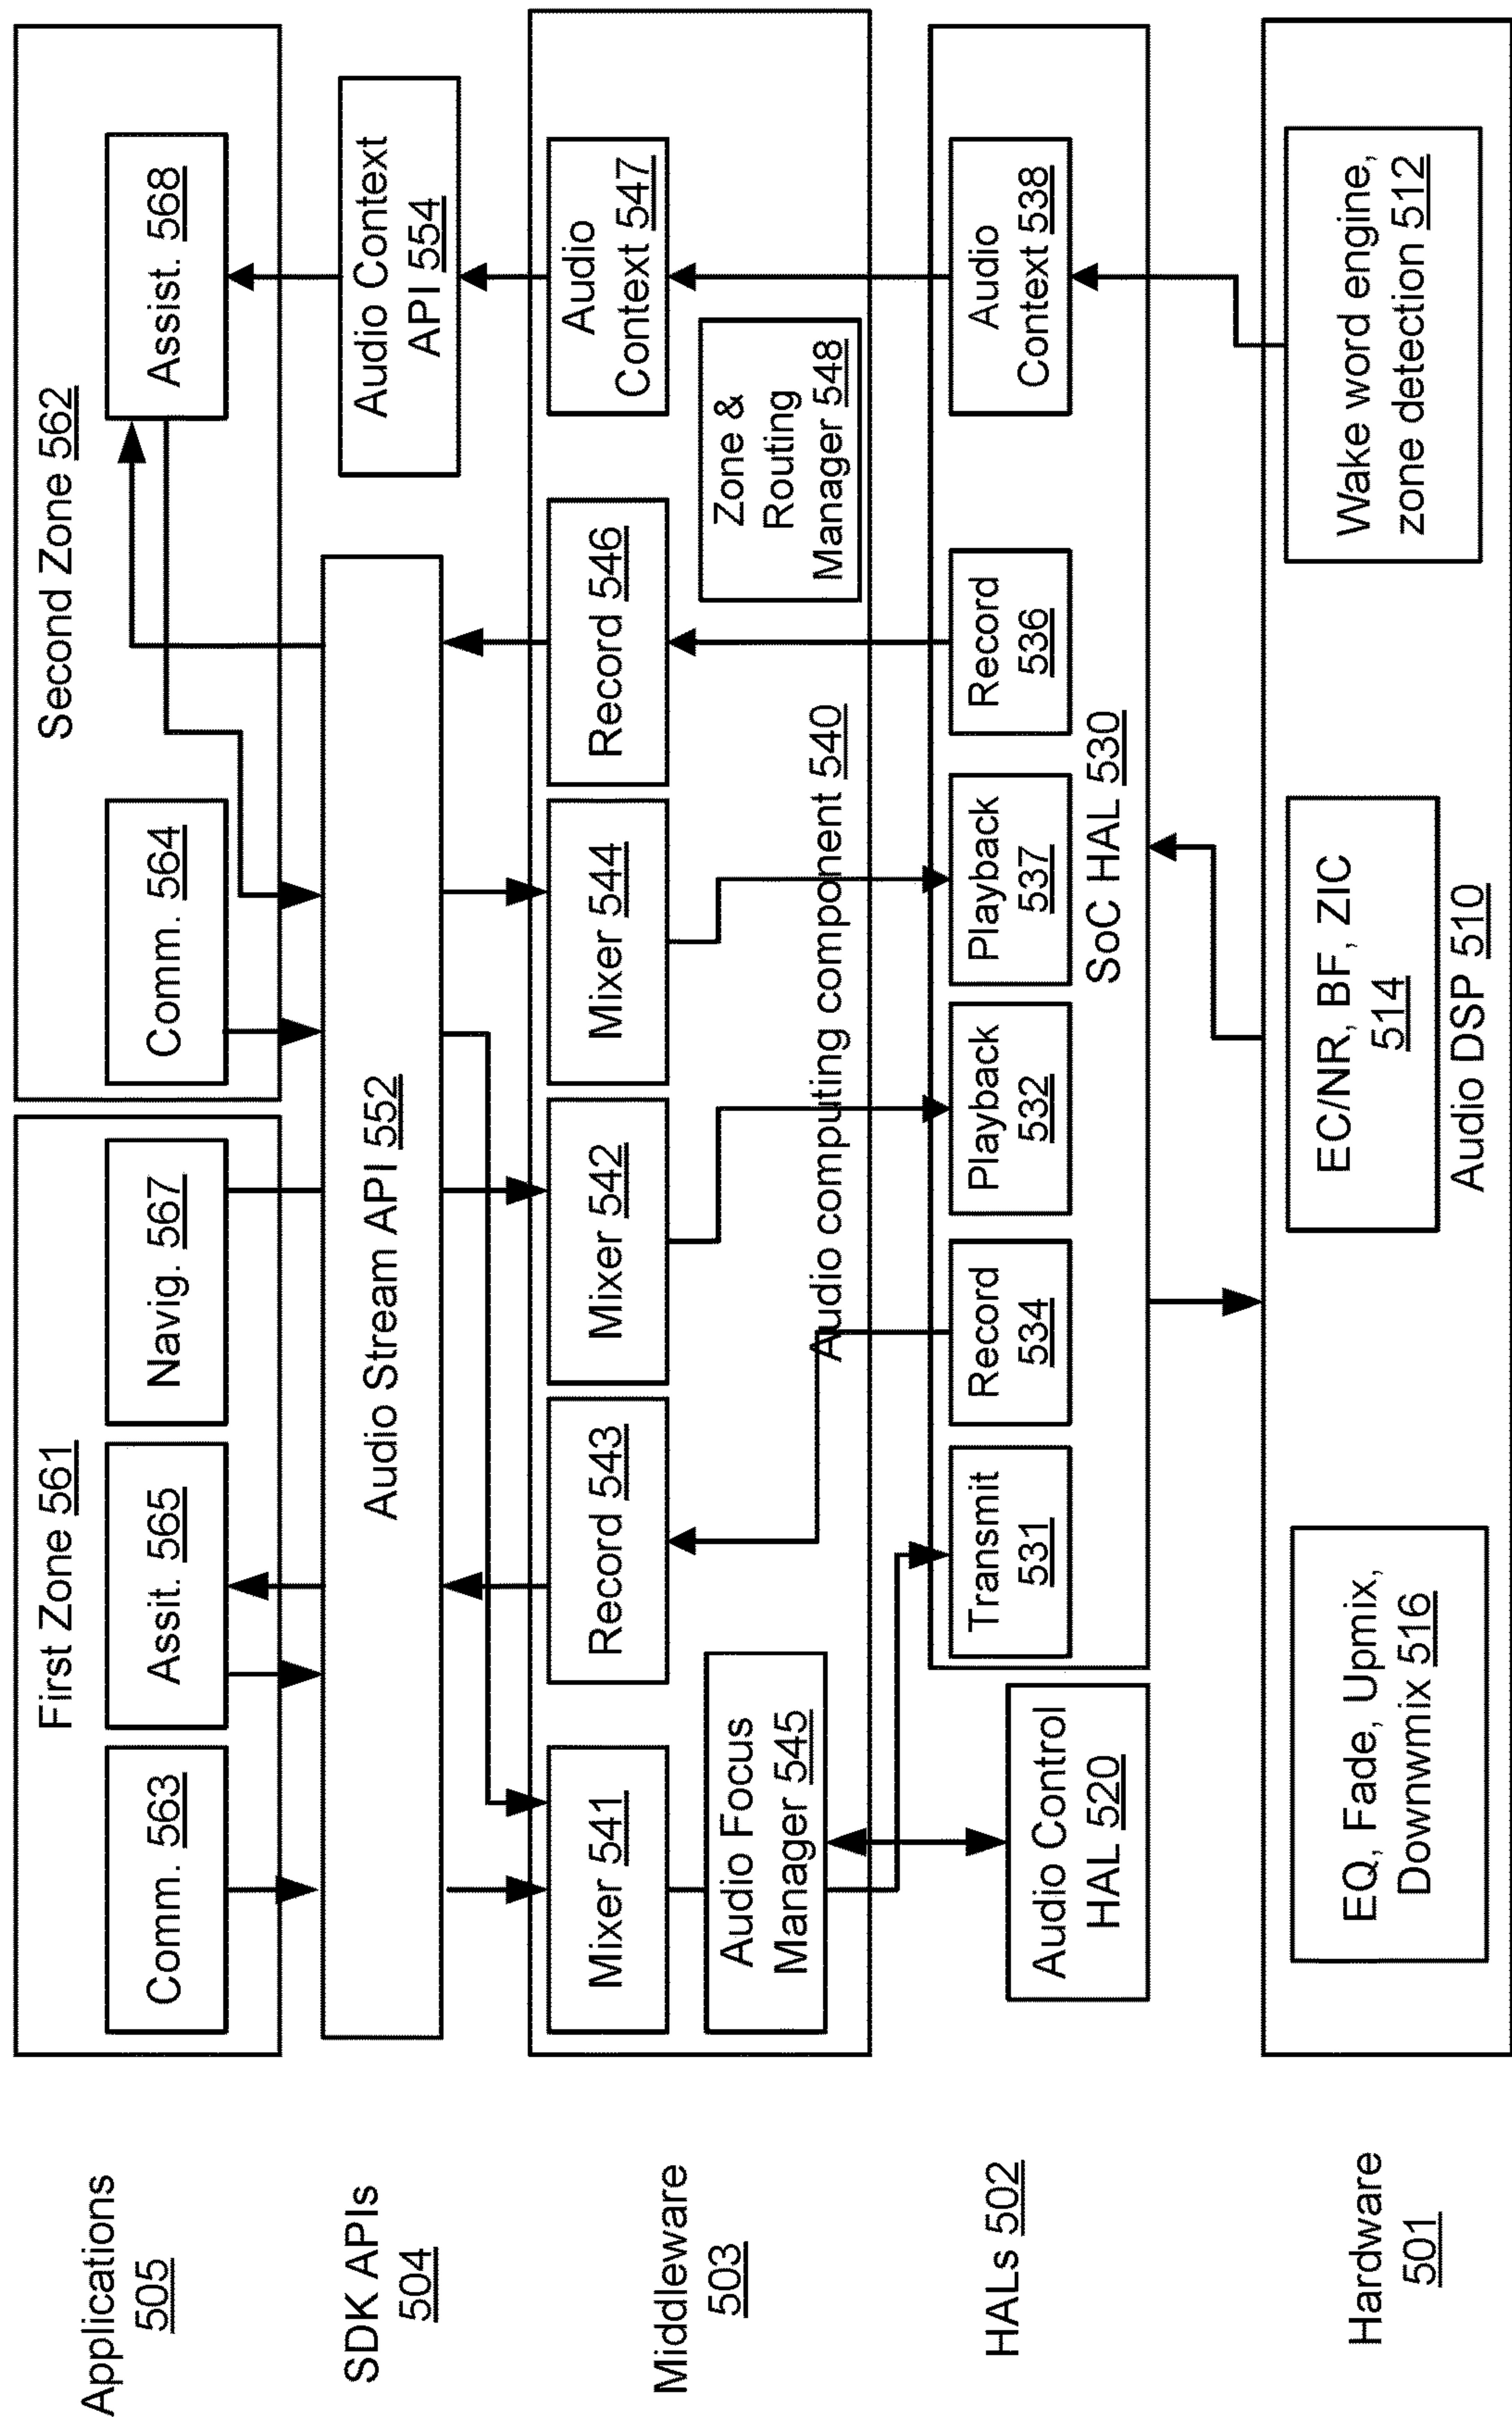 Applications
505
First Zone 561
Comm. 563
Assit. 565
Navig. 567
Second Zone 562
Comm. 564
Assist. 568
SDK APIs
504
Audio Stream API 552
Audio Context
API 554
Middleware
503
Mixer 541
Record 543
Mixer 542
Mixer 544
Record 546
Audio
Context 547
Audio Focus
Manager 545
Audio computing component 540
Zone &
Routing
Manager 548
HALs 502
Audio Control
HAL 520
Transmit
531
Record
534
Playback
532
Playback
537
Record
536
Audio
Context 538
SoC HAL 530
Hardware
501
EQ, Fade, Upmix,
Downwmix 516
EC/NR, BF, ZIC
514
Audio DSP 510
Wake word engine,
zone detection 512